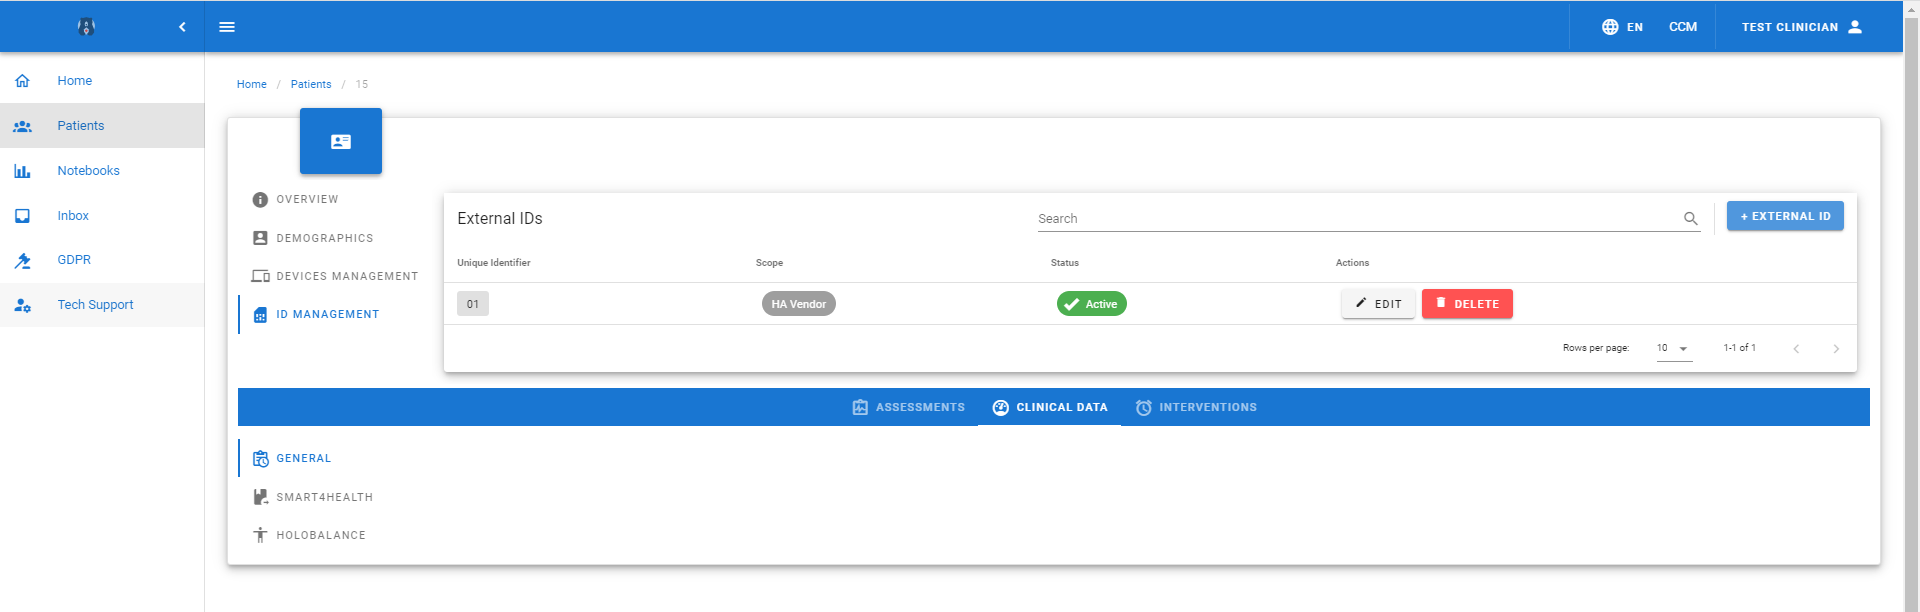 EN CCM TEST CLINICIAN
Home
Patients
Notebooks
Inbox
GDPR
Tech Support
Home / Patients / 15
OVERVIEW
DEMOGRAPHICS
DEVICES MANAGEMENT
ID MANAGEMENT
External IDs Search + EXTERNAL ID
Unique Identifier Scope Status Actions
01 HA Vendor Active EDIT DELETE
Rows per page: 10 1-1 of 1
ASSESSMENTS CLINICAL DATA INTERVENTIONS
GENERAL
SMART4HEALTH
HOLOBALANCE